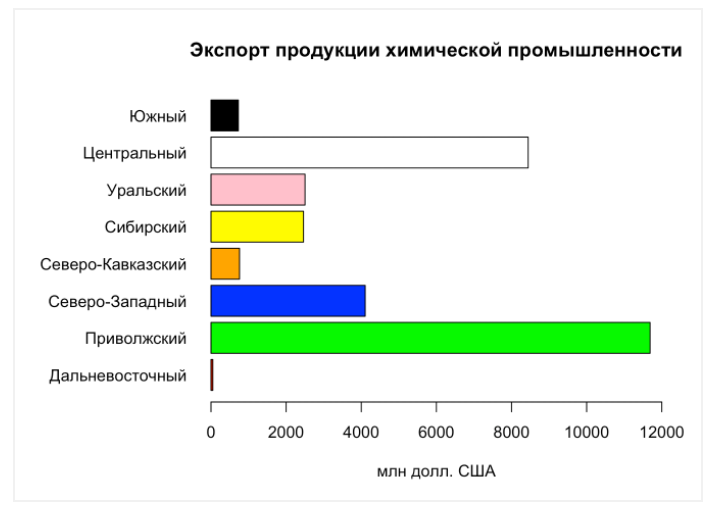 Экспорт продукции химической промышленности
Южный
Центральный
Уральский
Сибирский
Северо-Кавказский
Северо-Западный
Приволжский
Дальневосточный
0 2000 4000 6000 8000 10000 12000
млн долл. США